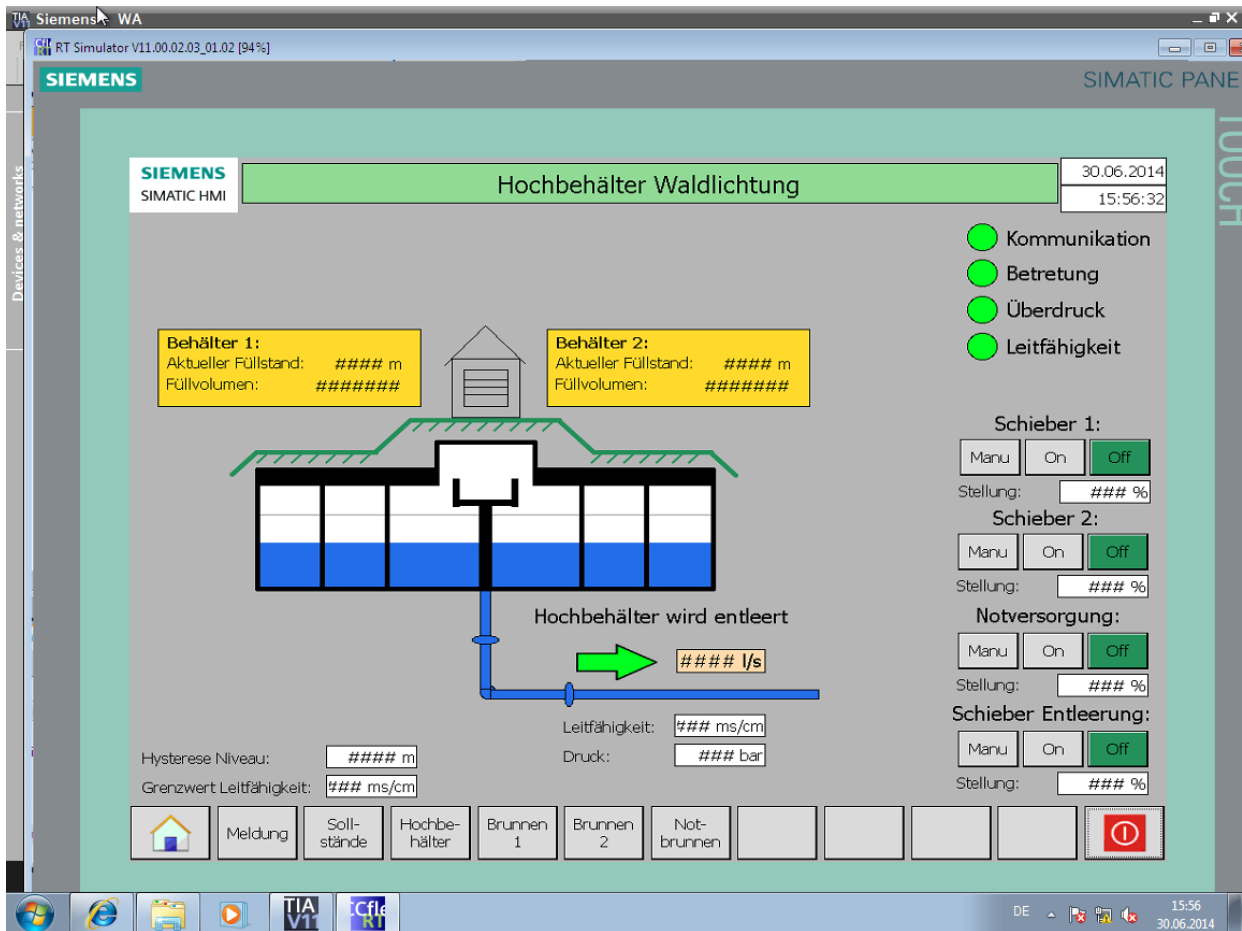 Siemens - WA
RT Simulator V11.00.02.03_01.02 [94%]
SIEMENS
SIMATIC PANE
TOUCH
Devices & networks
SIEMENS
SIMATIC HMI
Hochbehälter Waldlichtung
30.06.2014
15:56:32
Kommunikation
Betretung
Überdruck
Leitfähigkeit
Behälter 1:
Aktueller Füllstand: #### m
Füllvolumen: #######
Behälter 2:
Aktueller Füllstand: #### m
Füllvolumen: #######
Schieber 1:
Manu On Off
Stellung: ### %
Schieber 2:
Manu On Off
Stellung: ### %
Notversorgung:
Manu On Off
Stellung: ### %
Schieber Entleerung:
Manu On Off
Stellung: ### %
Hochbehälter wird entleert
#### l/s
Leitfähigkeit: ### ms/cm
Druck: ### bar
Hysterese Niveau: #### m
Grenzwert Leitfähigkeit: ### ms/cm
Meldung
Soll-
stände
Hochbe-
hälter
Brunnen
1
Brunnen
2
Not-
brunnen
TIA
V11
RT
DE
15:56
30.06.2014